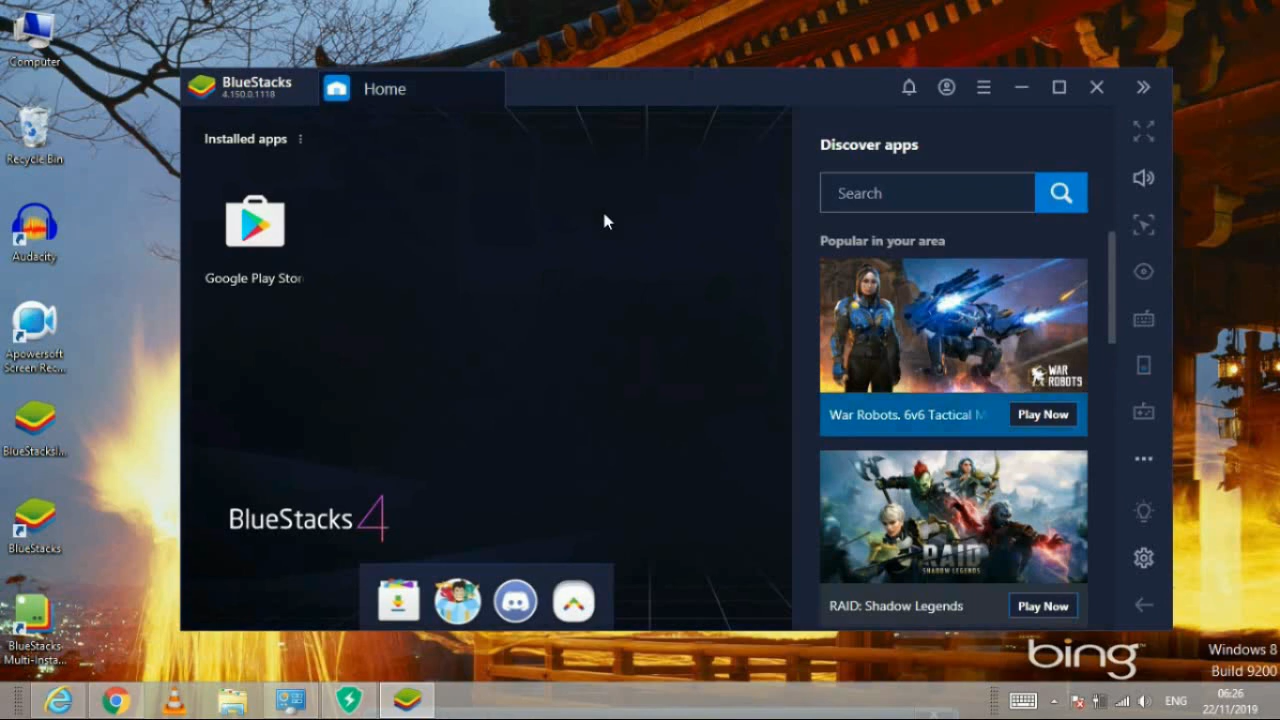 Computer
Recycle Bin
Audacity
Apowersoft
Screen Rec...
BlueStacksI...
BlueStacks
BlueStacks
Multi-insta...
BlueStacks
4.150.0.1118
Home
Installed apps
Google Play Stor
BlueStacks 4
Discover apps
Search
Popular in your area
WAR
ROBOTS
War Robots. 6v6 Tactical M
Play Now
RAID
SHADOW LEGENDS
RAID: Shadow Legends
Play Now
bing
Windows 8
Build 9200
ENG
06:26
22/11/2019